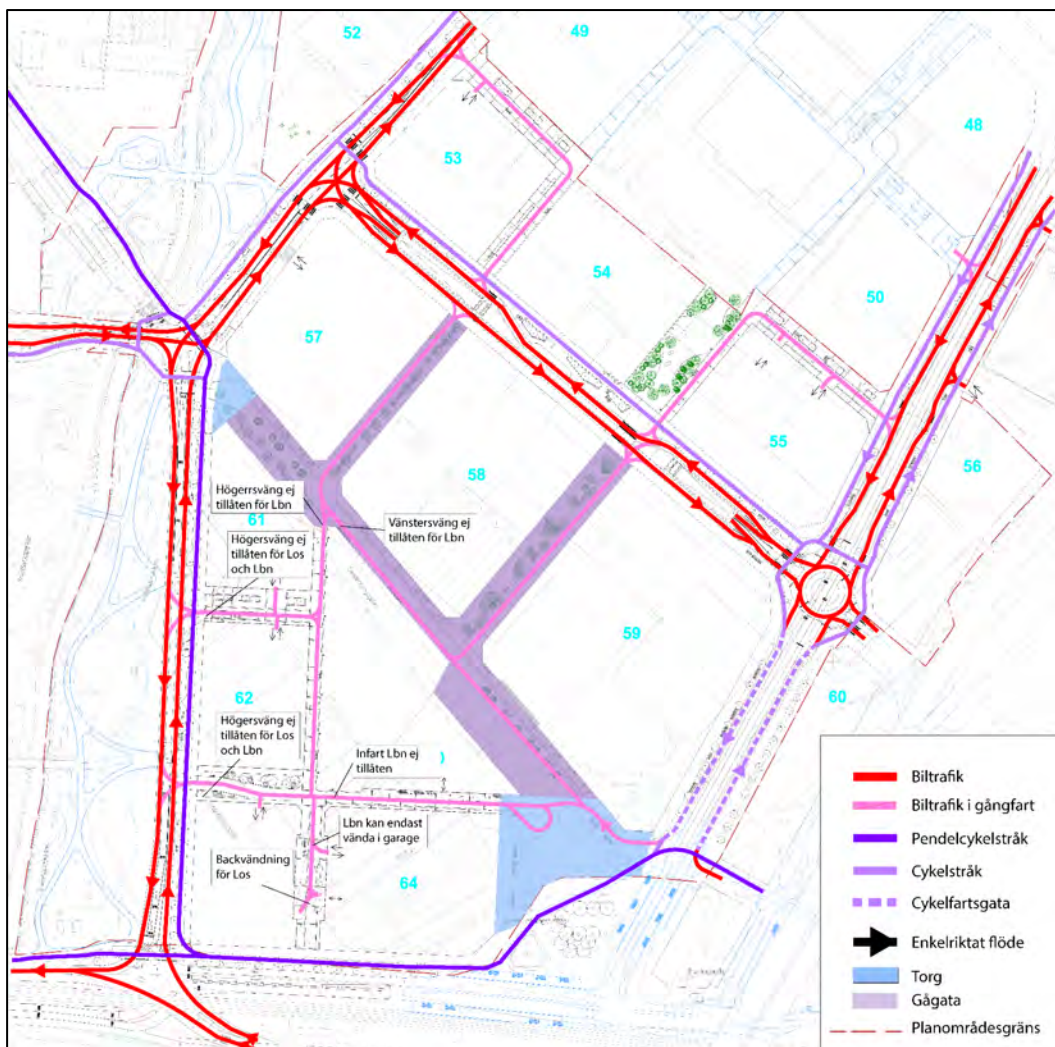 52
49
48
53
54
50
57
55
56
58
Högerrsväng ej
tillåten för Lbn
Vänstersväng ej
tillåten för Lbn
61
Högersväng ej
tillåten för Los
och Lbn
59
62
60
Högersväng ej
tillåten för Los
och Lbn
Infart Lbn ej
tillåten
Lbn kan endast
vända i garage
Backvändning
för Los
64
Biltrafik
Biltrafik i gångfart
Pendelcykelstråk
Cykelstråk
Cykelfartsgata
Enkelriktat flöde
Torg
Gågata
Planområdesgräns